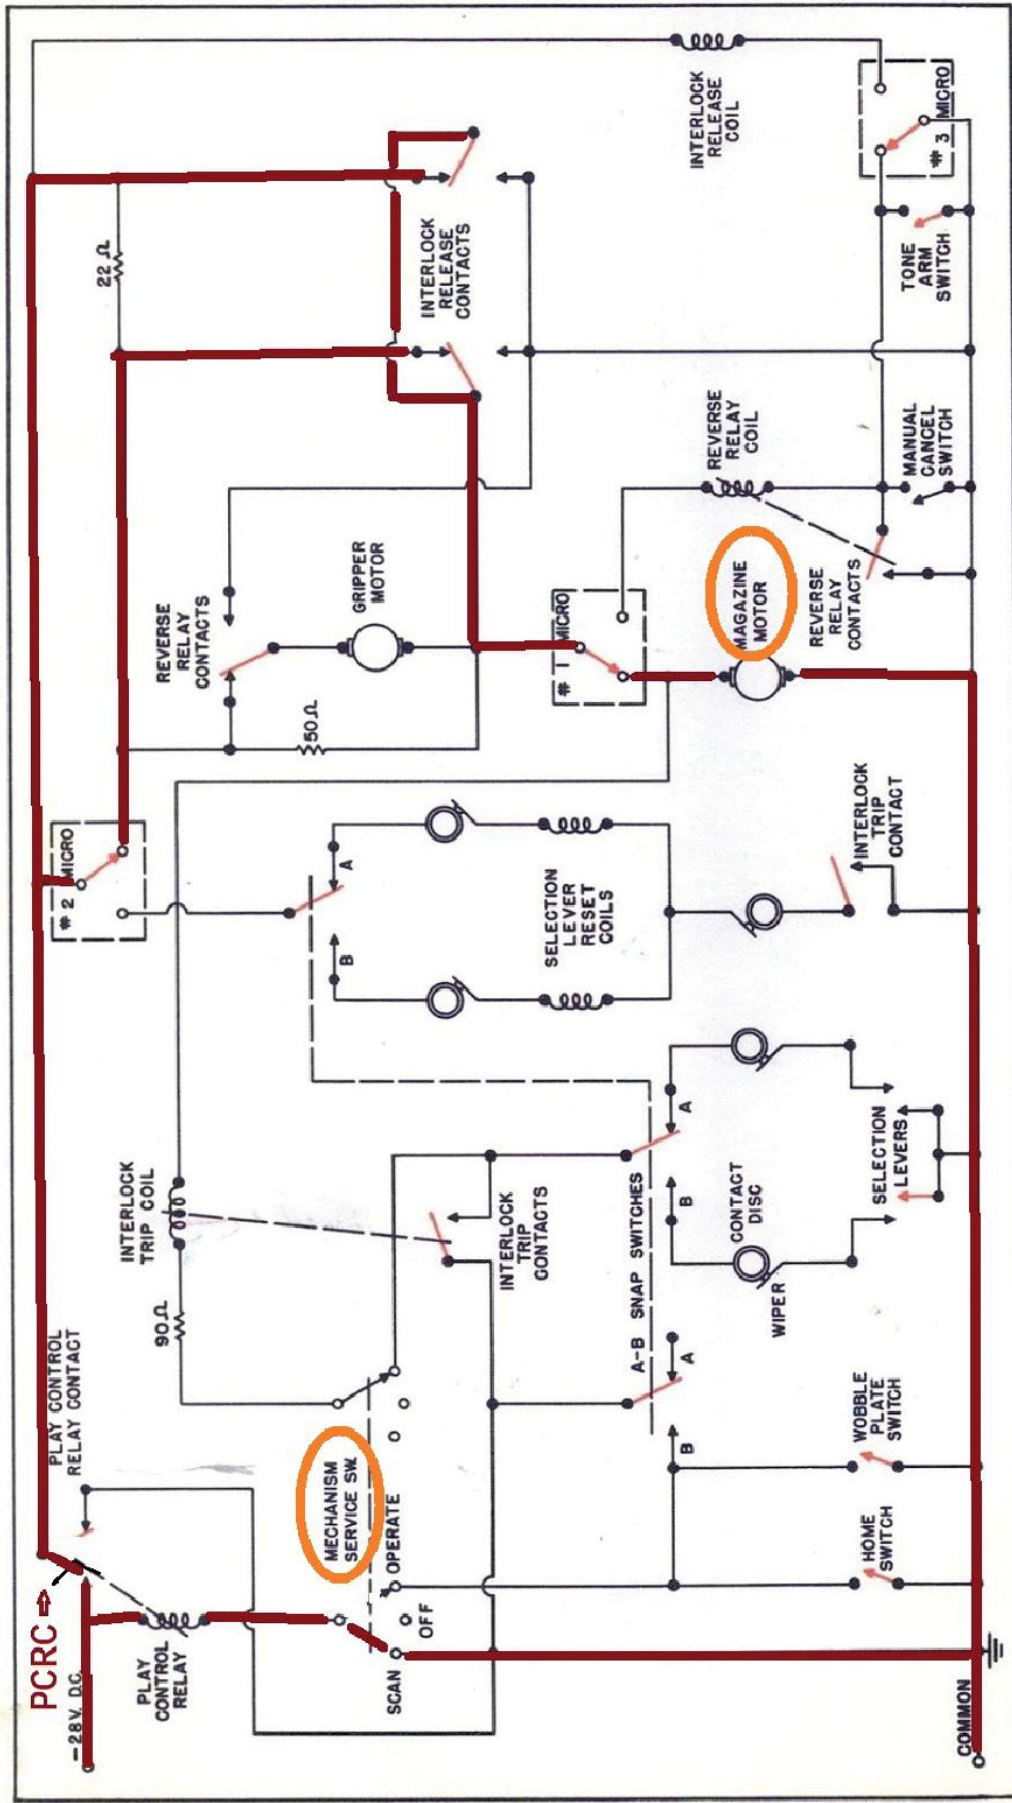 PCRC ⇨
−28V. D.C.
PLAY
CONTROL
RELAY
PLAY CONTROL
RELAY CONTACT
90Ω
INTERLOCK
TRIP COIL
#2 MICRO
REVERSE
RELAY
CONTACTS
22Ω
50Ω
GRIPPER
MOTOR
SCAN
OFF
OPERATE
MECHANISM
SERVICE SW.
INTERLOCK
TRIP
CONTACTS
B
A
SELECTION
LEVER
RESET
COILS
INTERLOCK
RELEASE
CONTACTS
#1 MICRO
A-B SNAP SWITCHES
B
A
B
A
CONTACT
DISC
WIPER
MAGAZINE
MOTOR
REVERSE
RELAY
COIL
INTERLOCK
RELEASE
COIL
REVERSE
RELAY
CONTACTS
INTERLOCK
TRIP
CONTACT
HOME
SWITCH
WOBBLE
PLATE
SWITCH
SELECTION
LEVERS
MANUAL
CANCEL
SWITCH
TONE
ARM
SWITCH
#3 MICRO
COMMON